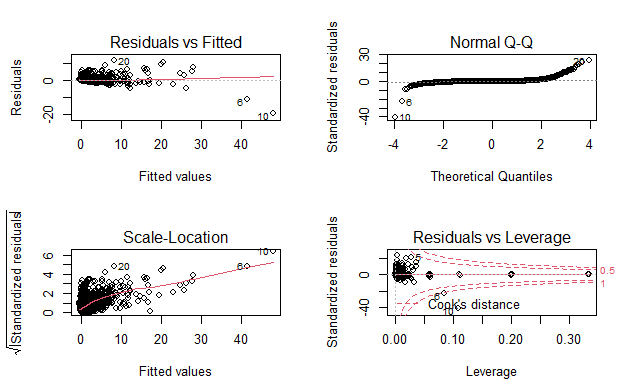 Residuals vs Fitted
Residuals
0
-20
20
6
10
0 10 20 30 40
Fitted values
Normal Q-Q
Standardized residuals
30
0
-40
20
6
10
-4 -2 0 2 4
Theoretical Quantiles
Scale-Location
√|Standardized residuals|
6
4
2
0
20
6
10
0 10 20 30 40
Fitted values
Residuals vs Leverage
Standardized residuals
0
-40
5
6
10
Cook's distance
0.5
1
0.00 0.10 0.20 0.30
Leverage